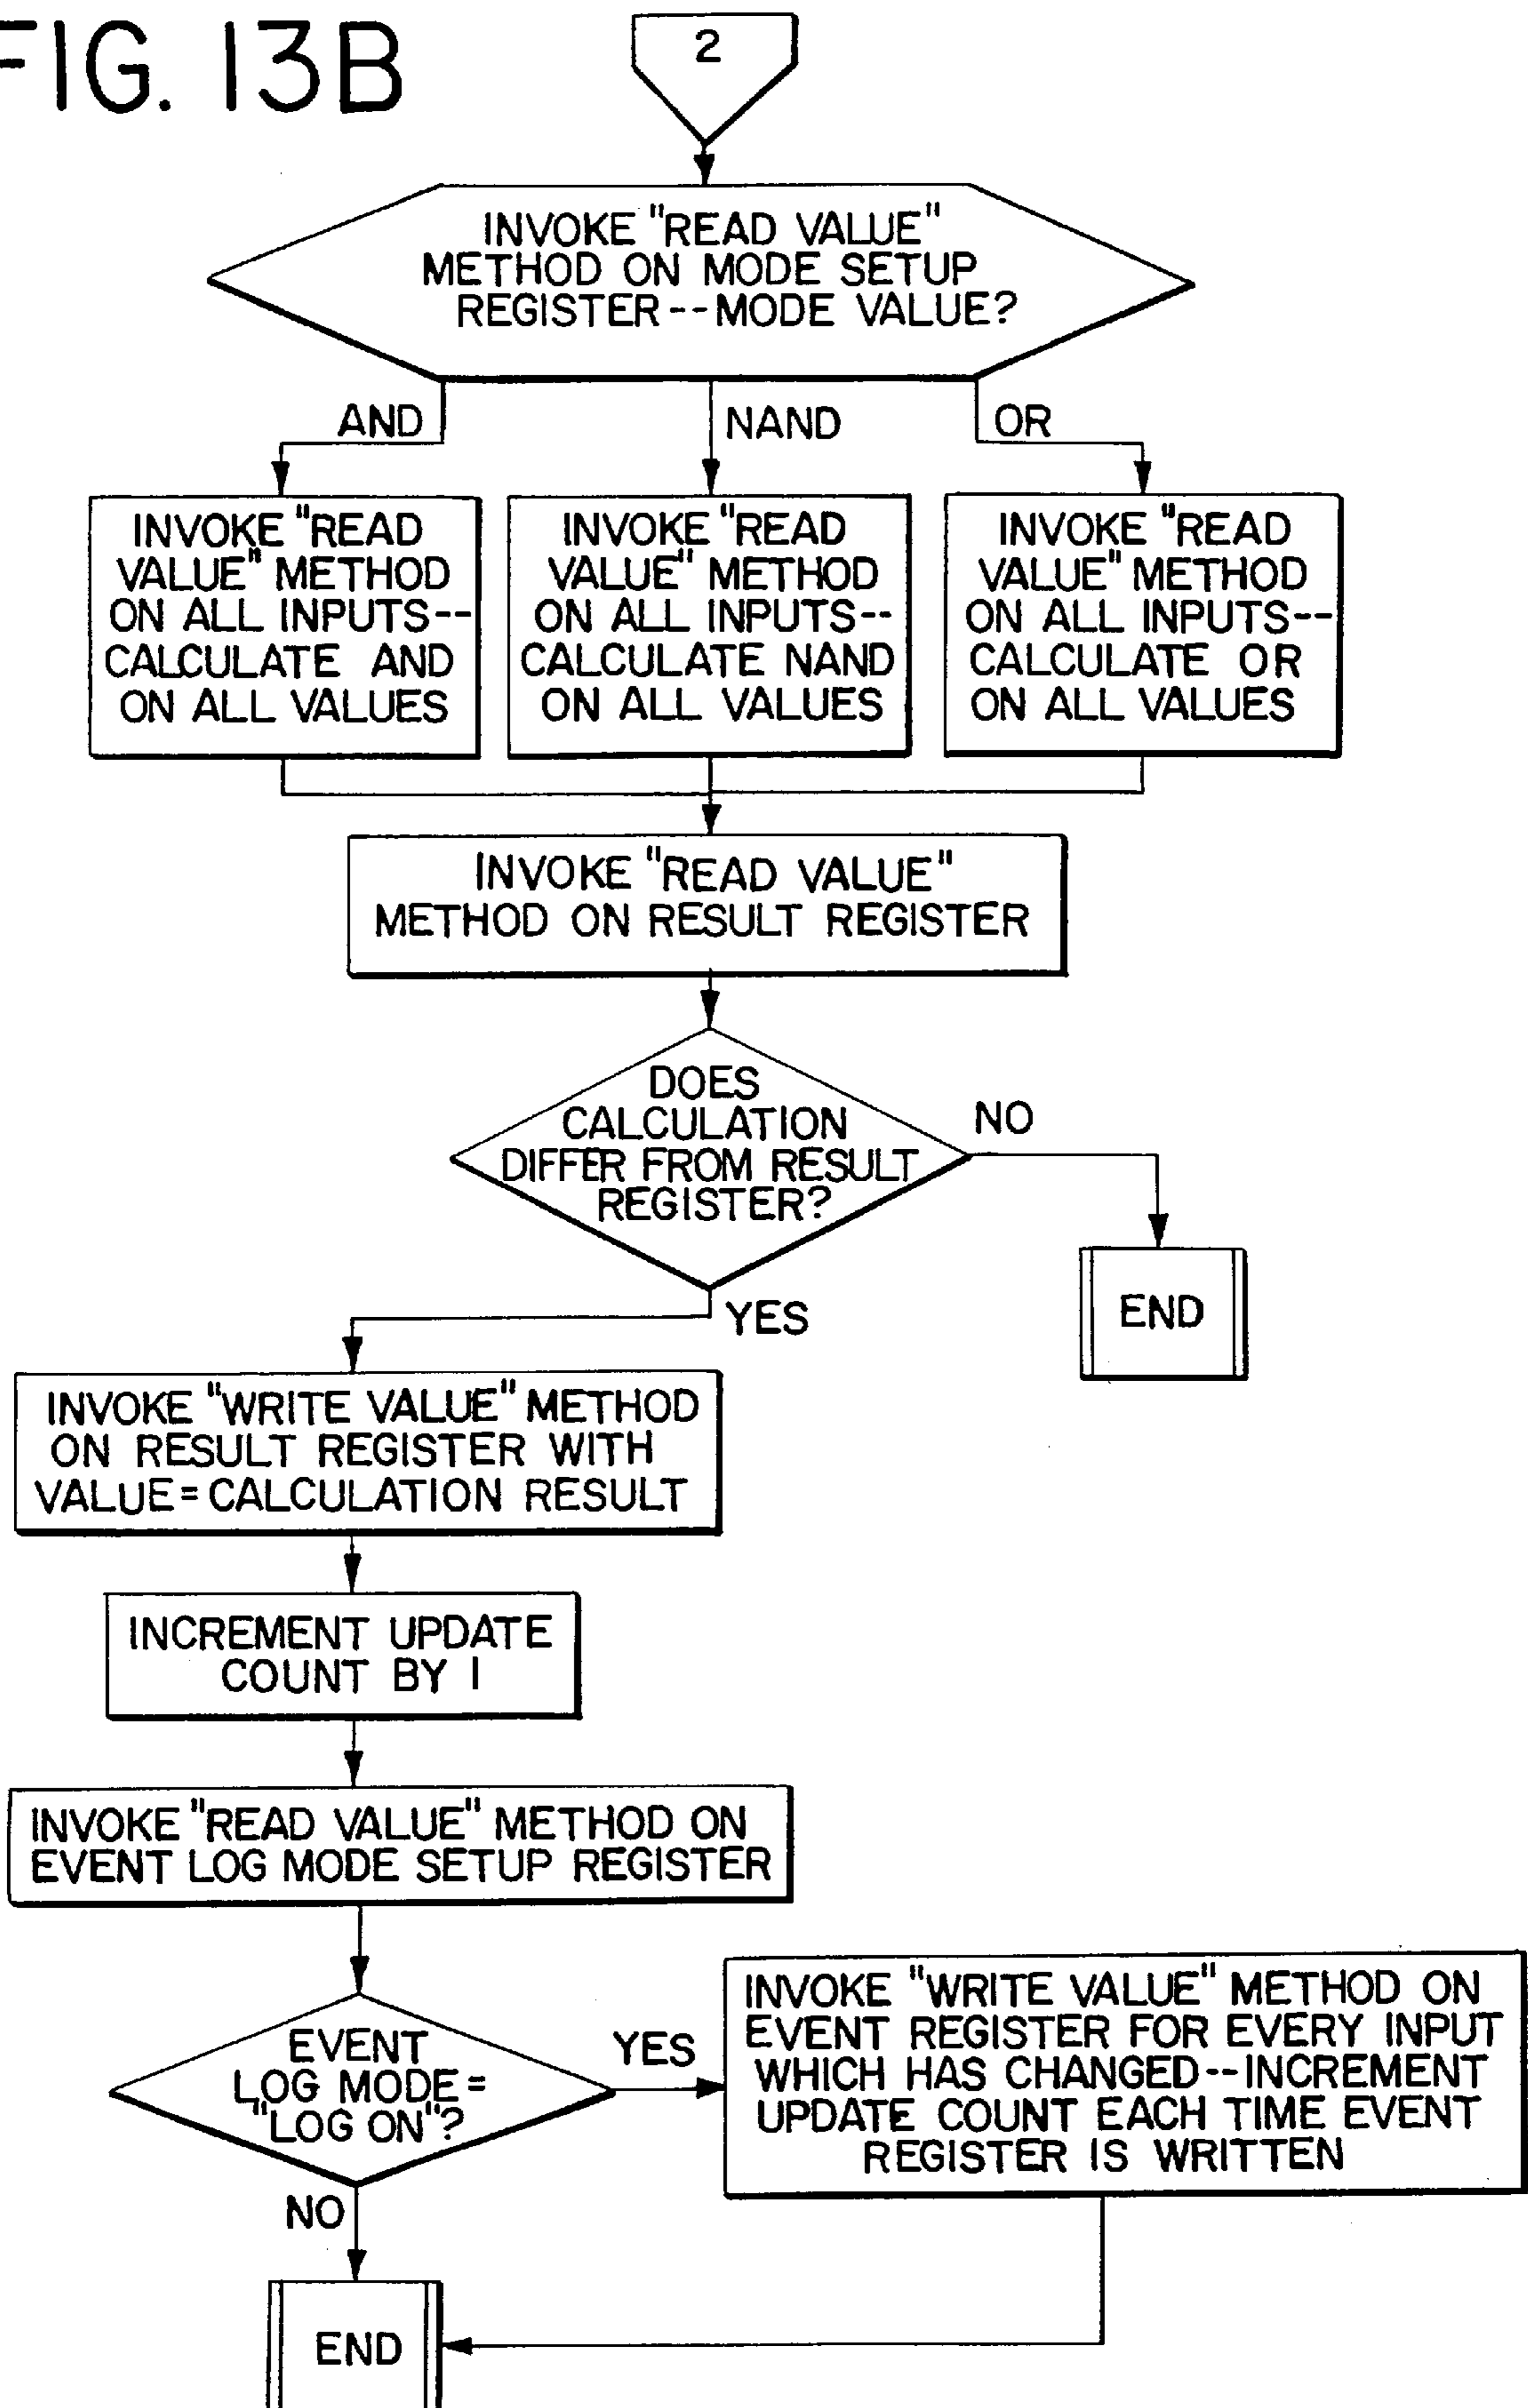 FIG. 13B
2
INVOKE "READ VALUE"
METHOD ON MODE SETUP
REGISTER--MODE VALUE?
AND
NAND
OR
INVOKE "READ
VALUE" METHOD
ON ALL INPUTS--
CALCULATE AND
ON ALL VALUES
INVOKE "READ
VALUE" METHOD
ON ALL INPUTS--
CALCULATE NAND
ON ALL VALUES
INVOKE "READ
VALUE" METHOD
ON ALL INPUTS--
CALCULATE OR
ON ALL VALUES
INVOKE "READ VALUE"
METHOD ON RESULT REGISTER
DOES
CALCULATION
DIFFER FROM RESULT
REGISTER?
NO
END
YES
INVOKE "WRITE VALUE" METHOD
ON RESULT REGISTER WITH
VALUE=CALCULATION RESULT
INCREMENT UPDATE
COUNT BY 1
INVOKE "READ VALUE" METHOD ON
EVENT LOG MODE SETUP REGISTER
EVENT
LOG MODE=
"LOG ON"?
YES
INVOKE "WRITE VALUE" METHOD ON
EVENT REGISTER FOR EVERY INPUT
WHICH HAS CHANGED--INCREMENT
UPDATE COUNT EACH TIME EVENT
REGISTER IS WRITTEN
NO
END